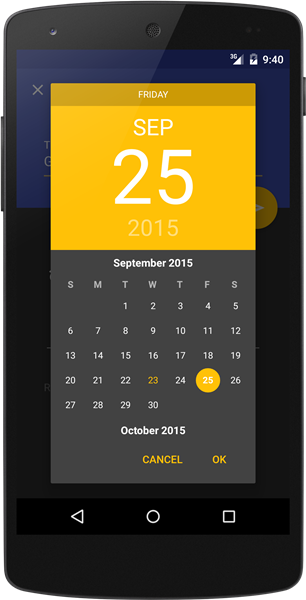 3G 9:40
FRIDAY
SEP
25
2015
September 2015
S M T W T F S
1 2 3 4 5
6 7 8 9 10 11 12
13 14 15 16 17 18 19
20 21 22 23 24 25 26
27 28 29 30
October 2015
CANCEL OK